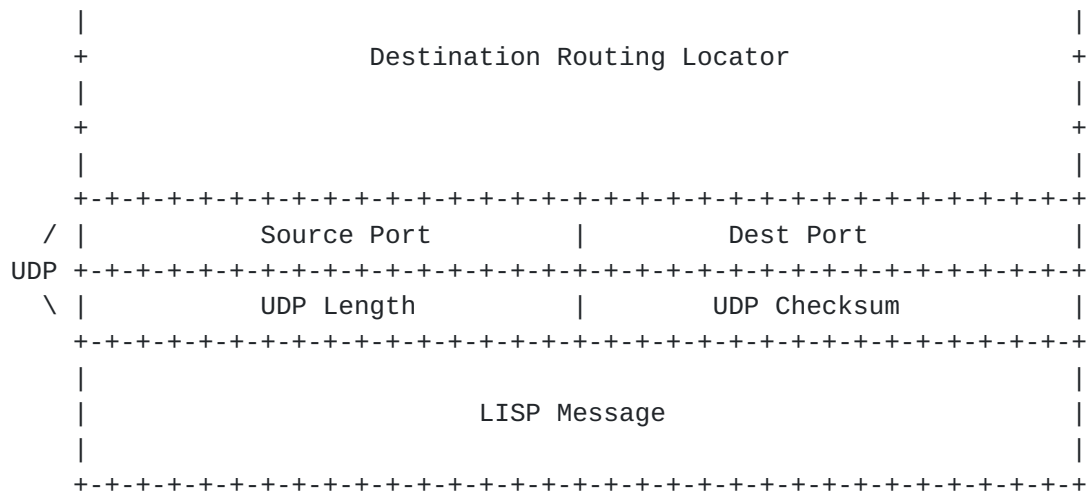 |                                                               |
+                  Destination Routing Locator                  +
|                                                               |
+                                                               +
|                                                               |
+-+-+-+-+-+-+-+-+-+-+-+-+-+-+-+-+-+-+-+-+-+-+-+-+-+-+-+-+-+-+-+-+
/ |           Source Port         |         Dest Port             |
UDP +-+-+-+-+-+-+-+-+-+-+-+-+-+-+-+-+-+-+-+-+-+-+-+-+-+-+-+-+-+-+-+-+
\ |           UDP Length          |        UDP Checksum           |
+-+-+-+-+-+-+-+-+-+-+-+-+-+-+-+-+-+-+-+-+-+-+-+-+-+-+-+-+-+-+-+-+
|                                                               |
|                         LISP Message                          |
|                                                               |
+-+-+-+-+-+-+-+-+-+-+-+-+-+-+-+-+-+-+-+-+-+-+-+-+-+-+-+-+-+-+-+-+